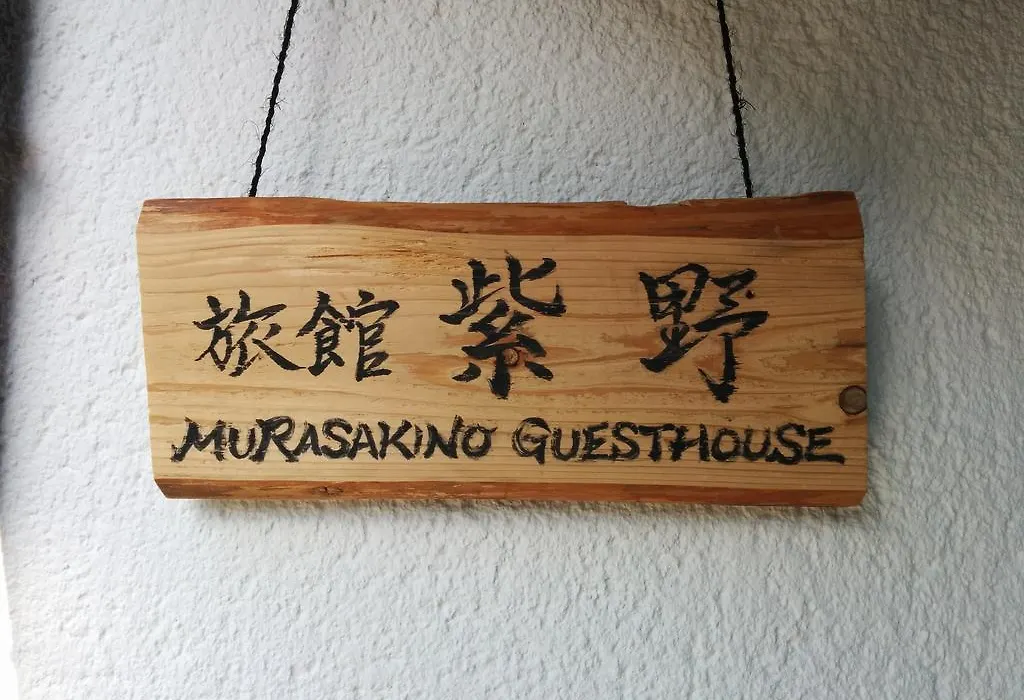 旅館 紫 野
MURASAKINO GUESTHOUSE